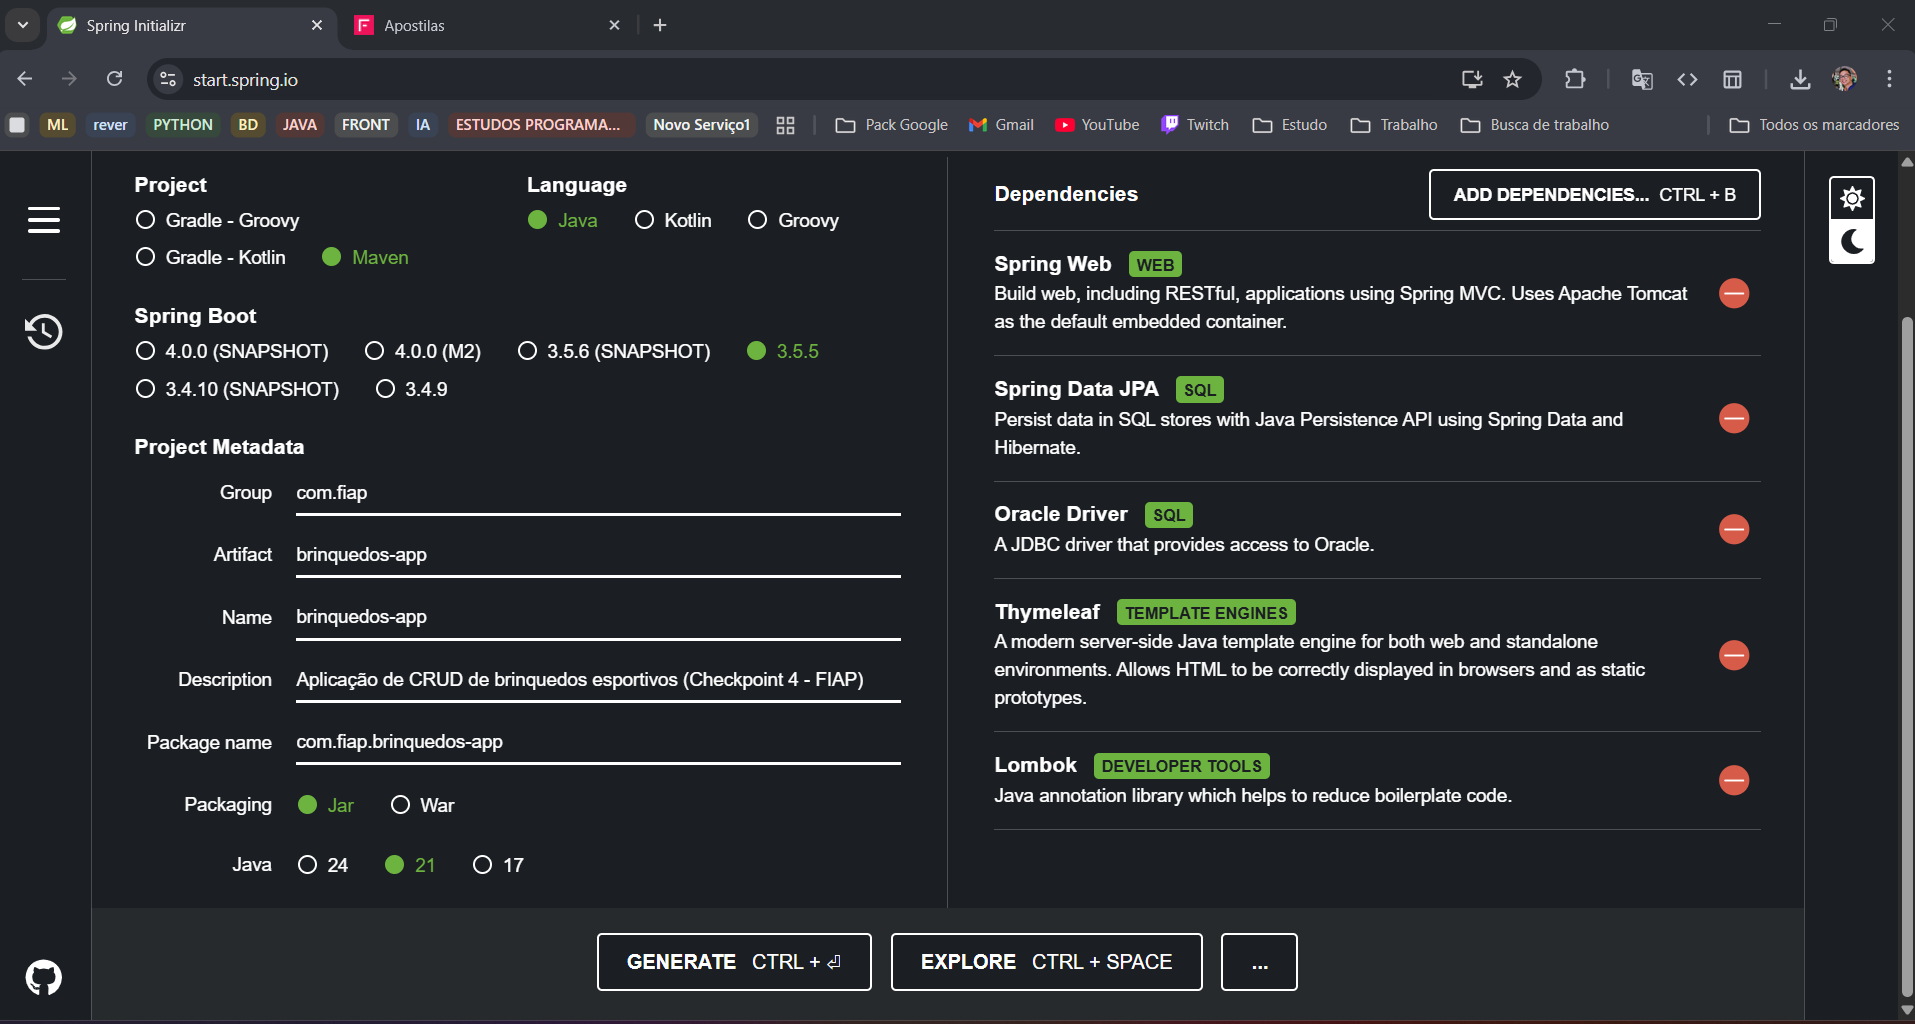 Spring Initializr
Apostilas
start.spring.io
ML
rever
PYTHON
BD
JAVA
FRONT
IA
ESTUDOS PROGRAMA...
Novo Serviço1
Pack Google
Gmail
YouTube
Twitch
Estudo
Trabalho
Busca de trabalho
Todos os marcadores
Project
Gradle - Groovy
Gradle - Kotlin
Maven
Language
Java
Kotlin
Groovy
Spring Boot
4.0.0 (SNAPSHOT)
4.0.0 (M2)
3.5.6 (SNAPSHOT)
3.5.5
3.4.10 (SNAPSHOT)
3.4.9
Project Metadata
Group
com.fiap
Artifact
brinquedos-app
Name
brinquedos-app
Description
Aplicação de CRUD de brinquedos esportivos (Checkpoint 4 - FIAP)
Package name
com.fiap.brinquedos-app
Packaging
Jar
War
Java
24
21
17
Dependencies
ADD DEPENDENCIES... CTRL + B
Spring Web WEB
Build web, including RESTful, applications using Spring MVC. Uses Apache Tomcat
as the default embedded container.
Spring Data JPA SQL
Persist data in SQL stores with Java Persistence API using Spring Data and
Hibernate.
Oracle Driver SQL
A JDBC driver that provides access to Oracle.
Thymeleaf TEMPLATE ENGINES
A modern server-side Java template engine for both web and standalone
environments. Allows HTML to be correctly displayed in browsers and as static
prototypes.
Lombok DEVELOPER TOOLS
Java annotation library which helps to reduce boilerplate code.
GENERATE CTRL + ⏎
EXPLORE CTRL + SPACE
...